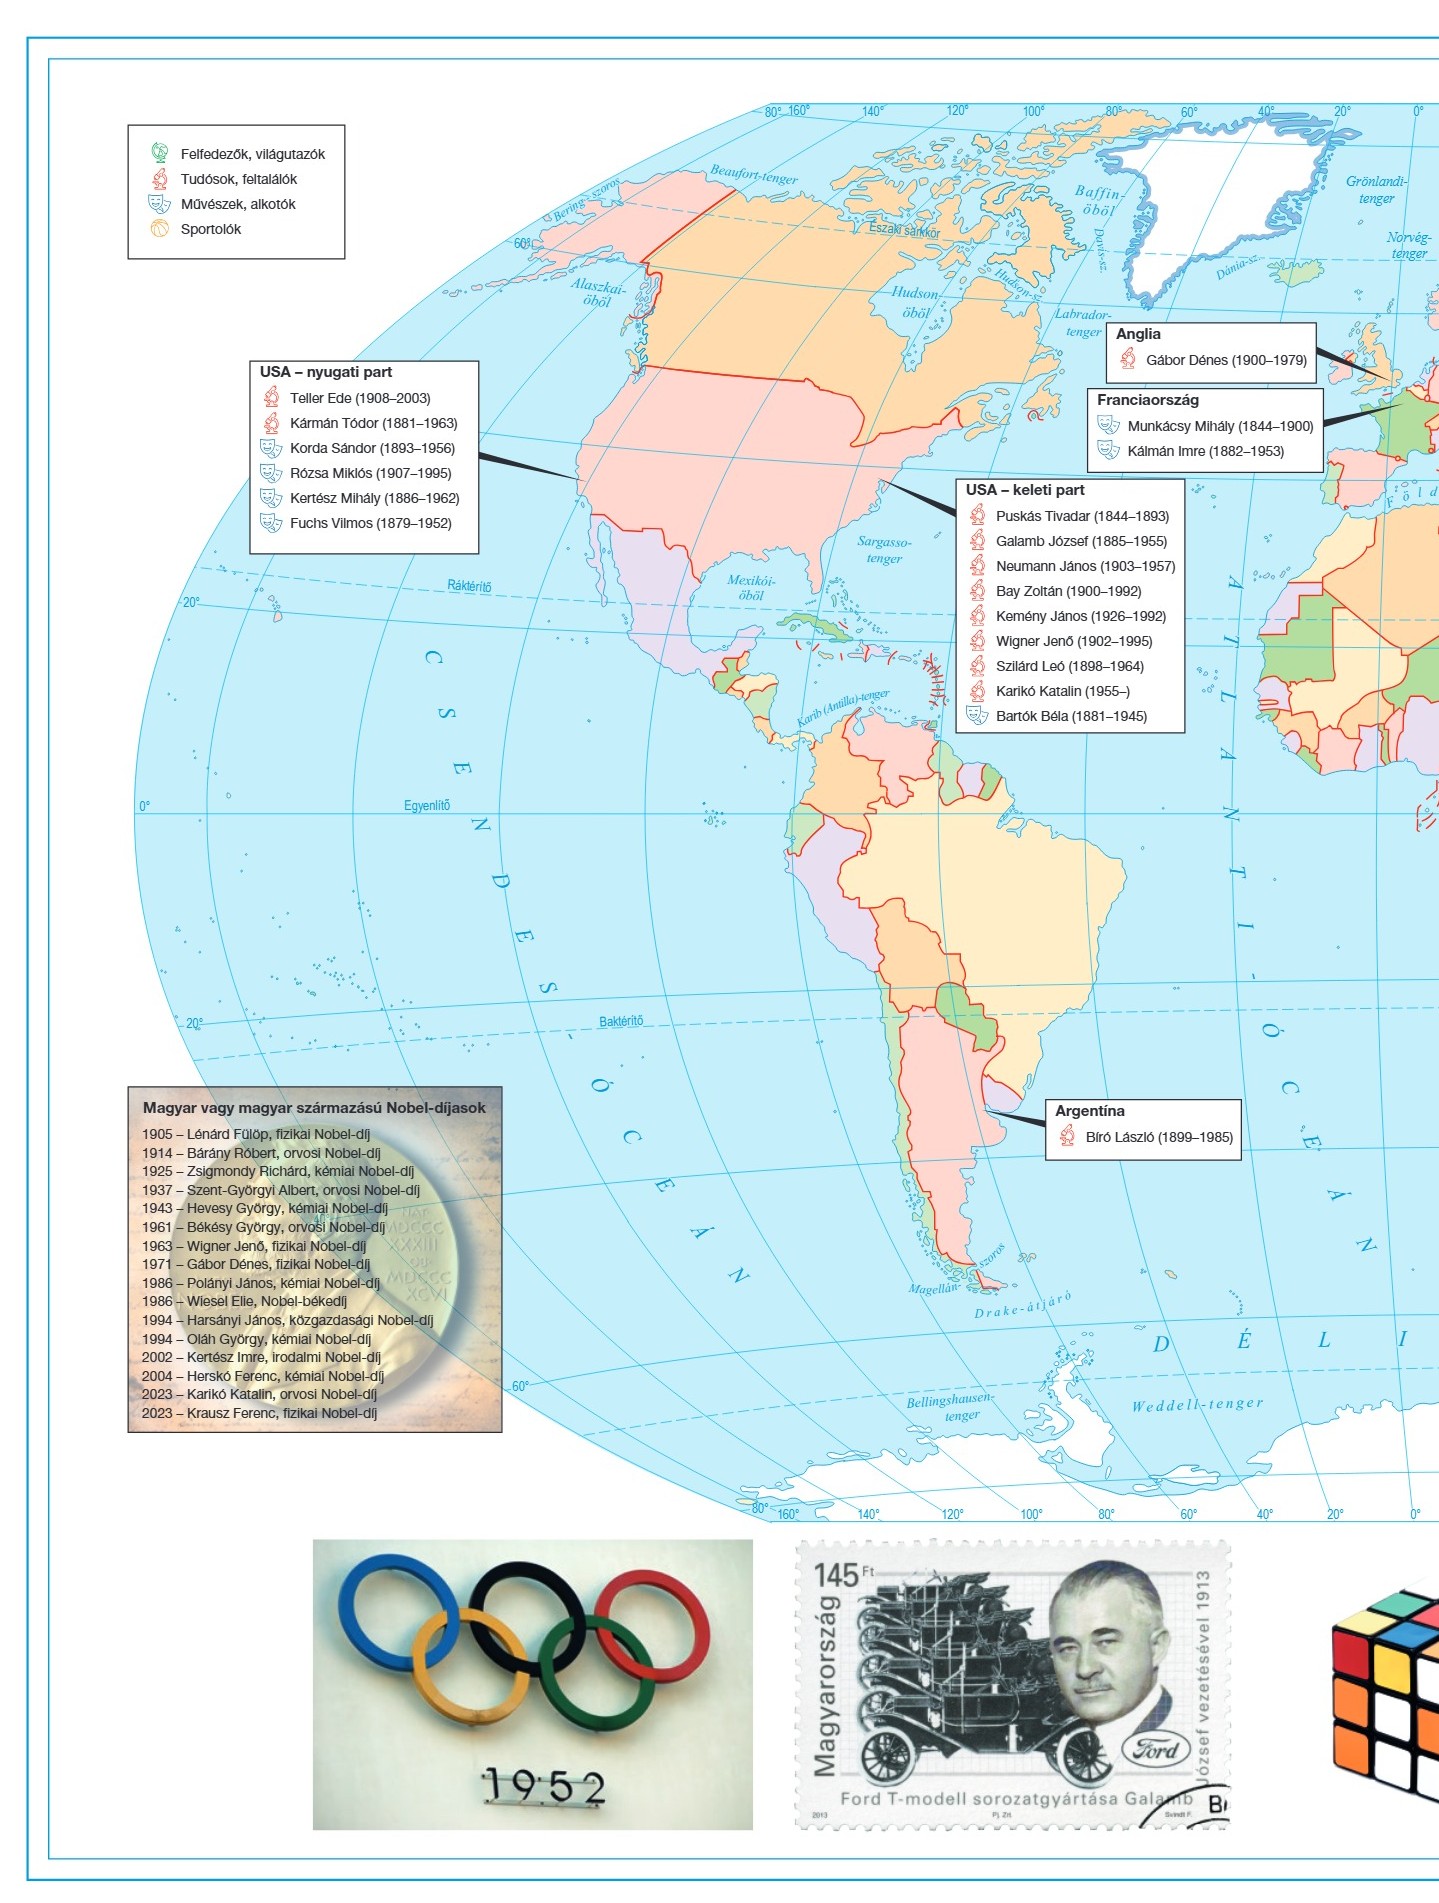 80° 160° 140° 120° 100° 80° 60° 40° 20° 0°
Felfedezők, világutazók
Tudósok, feltalálók
Művészek, alkotók
Sportolók
Bering-szoros
Beaufort-tenger
Baffin-
öböl
Grönlandi-
tenger
Norvég-
tenger
Davis-sz.
Dánia-sz.
60°
Északi sarkkör
Alaszkai-
öböl
Hudson-
öböl
Hudson-sz.
Labrador-
tenger
Anglia
Gábor Dénes (1900–1979)
Franciaország
Munkácsy Mihály (1844–1900)
Kálmán Imre (1882–1953)
USA – nyugati part
Teller Ede (1908–2003)
Kármán Tódor (1881–1963)
Korda Sándor (1893–1956)
Rózsa Miklós (1907–1995)
Kertész Mihály (1886–1962)
Fuchs Vilmos (1879–1952)
USA – keleti part
Puskás Tivadar (1844–1893)
Galamb József (1885–1955)
Neumann János (1903–1957)
Bay Zoltán (1900–1992)
Kemény János (1926–1992)
Wigner Jenő (1902–1995)
Szilárd Leó (1898–1964)
Karikó Katalin (1955–)
Bartók Béla (1881–1945)
Föld
Sargasso-
tenger
Mexikói-
öböl
Ráktérítő
20°
Karib (Antilla)-tenger
CSENDES-ÓCEÁN
ATLANTI-ÓCEÁN
0°
Egyenlítő
20°
Baktérítő
Argentína
Bíró László (1899–1985)
Magyar vagy magyar származású Nobel-díjasok
1905 – Lénárd Fülöp, fizikai Nobel-díj
1914 – Bárány Róbert, orvosi Nobel-díj
1925 – Zsigmondy Richárd, kémiai Nobel-díj
1937 – Szent-Györgyi Albert, orvosi Nobel-díj
1943 – Hevesy György, kémiai Nobel-díj
1961 – Békésy György, orvosi Nobel-díj
1963 – Wigner Jenő, fizikai Nobel-díj
1971 – Gábor Dénes, fizikai Nobel-díj
1986 – Polányi János, kémiai Nobel-díj
1986 – Wiesel Elie, Nobel-békedíj
1994 – Harsányi János, közgazdasági Nobel-díj
1994 – Oláh György, kémiai Nobel-díj
2002 – Kertész Imre, irodalmi Nobel-díj
2004 – Herskó Ferenc, kémiai Nobel-díj
2023 – Karikó Katalin, orvosi Nobel-díj
2023 – Krausz Ferenc, fizikai Nobel-díj
40°
NAT
MDCCC
XXXIII
OB
MDCCC
XCVI
Magellán-szoros
Drake-átjáró
DÉLI
60°
Bellingshausen-
tenger
Weddell-tenger
80° 160° 140° 120° 100° 80° 60° 40° 20° 0°
1952
145 Ft
Magyarország
József vezetésével 1913
Ford
Ford T-modell sorozatgyártása Galamb
2013 Pj. Zrt. Svindt F.